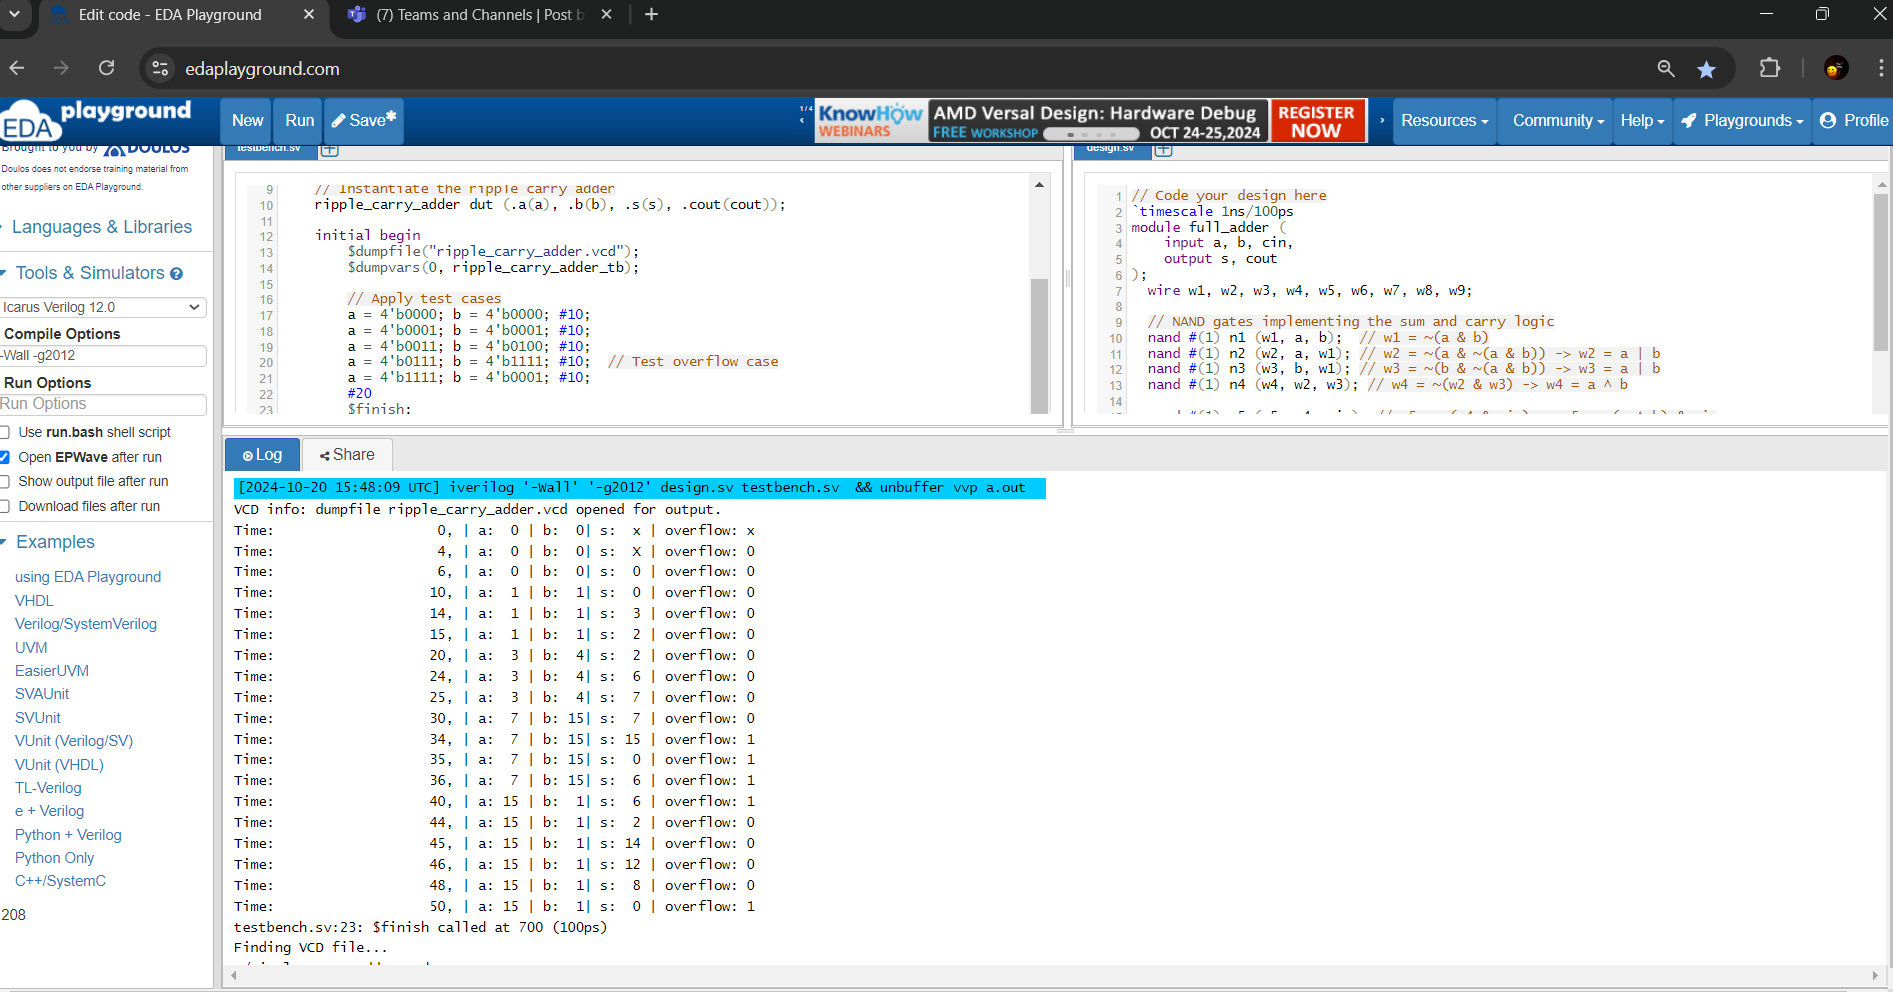 Edit code - EDA Playground
(7) Teams and Channels | Post
edaplayground.com
EDA playground
New
Run
Save*
1/4
KnowHow WEBINARS
AMD Versal Design: Hardware Debug
FREE WORKSHOP OCT 24-25,2024
REGISTER NOW
Resources
Community
Help
Playgrounds
Profile
Brought to you by DOULOS
Doulos does not endorse training material from
other suppliers on EDA Playground.
Languages & Libraries
Tools & Simulators
Icarus Verilog 12.0
Compile Options
-Wall -g2012
Run Options
Run Options
Use run.bash shell script
Open EPWave after run
Show output file after run
Download files after run
Examples
using EDA Playground
VHDL
Verilog/SystemVerilog
UVM
EasierUVM
SVAUnit
SVUnit
VUnit (Verilog/SV)
VUnit (VHDL)
TL-Verilog
e + Verilog
Python + Verilog
Python Only
C++/SystemC
208
testbench.sv
9 // Instantiate the ripple carry adder
10 ripple_carry_adder dut (.a(a), .b(b), .s(s), .cout(cout));
11
12 initial begin
13 $dumpfile("ripple_carry_adder.vcd");
14 $dumpvars(0, ripple_carry_adder_tb);
15
16 // Apply test cases
17 a = 4'b0000; b = 4'b0000; #10;
18 a = 4'b0001; b = 4'b0001; #10;
19 a = 4'b0011; b = 4'b0100; #10;
20 a = 4'b0111; b = 4'b1111; #10; // Test overflow case
21 a = 4'b1111; b = 4'b0001; #10;
22 #20
23 $finish;
design.sv
1 // Code your design here
2 `timescale 1ns/100ps
3 module full_adder (
4 input a, b, cin,
5 output s, cout
6 );
7 wire w1, w2, w3, w4, w5, w6, w7, w8, w9;
8
9 // NAND gates implementing the sum and carry logic
10 nand #(1) n1 (w1, a, b); // w1 = ~(a & b)
11 nand #(1) n2 (w2, a, w1); // w2 = ~(a & ~(a & b)) -> w2 = a | b
12 nand #(1) n3 (w3, b, w1); // w3 = ~(b & ~(a & b)) -> w3 = a | b
13 nand #(1) n4 (w4, w2, w3); // w4 = ~(w2 & w3) -> w4 = a ^ b
14
Log
Share
[2024-10-20 15:48:09 UTC] iverilog '-Wall' '-g2012' design.sv testbench.sv && unbuffer vvp a.out
VCD info: dumpfile ripple_carry_adder.vcd opened for output.
Time: 0, | a: 0 | b: 0| s: x | overflow: x
Time: 4, | a: 0 | b: 0| s: X | overflow: 0
Time: 6, | a: 0 | b: 0| s: 0 | overflow: 0
Time: 10, | a: 1 | b: 1| s: 0 | overflow: 0
Time: 14, | a: 1 | b: 1| s: 3 | overflow: 0
Time: 15, | a: 1 | b: 1| s: 2 | overflow: 0
Time: 20, | a: 3 | b: 4| s: 2 | overflow: 0
Time: 24, | a: 3 | b: 4| s: 6 | overflow: 0
Time: 25, | a: 3 | b: 4| s: 7 | overflow: 0
Time: 30, | a: 7 | b: 15| s: 7 | overflow: 0
Time: 34, | a: 7 | b: 15| s: 15 | overflow: 1
Time: 35, | a: 7 | b: 15| s: 0 | overflow: 1
Time: 36, | a: 7 | b: 15| s: 6 | overflow: 1
Time: 40, | a: 15 | b: 1| s: 6 | overflow: 1
Time: 44, | a: 15 | b: 1| s: 2 | overflow: 0
Time: 45, | a: 15 | b: 1| s: 14 | overflow: 0
Time: 46, | a: 15 | b: 1| s: 12 | overflow: 0
Time: 48, | a: 15 | b: 1| s: 8 | overflow: 0
Time: 50, | a: 15 | b: 1| s: 0 | overflow: 1
testbench.sv:23: $finish called at 700 (100ps)
Finding VCD file...